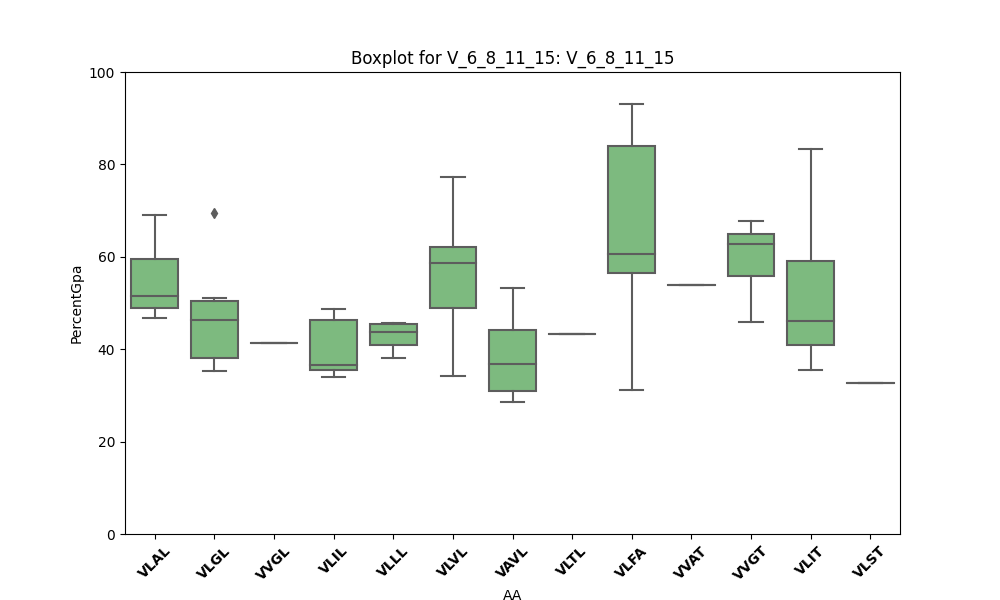 Boxplot for V_6_8_11_15: V_6_8_11_15
100
80
60
40
20
0
PercentGpa
VLAL VLGL VVGL VLIL VLLL VLVL VAVL VLTL VLFA VVAT VVGT VLIT VLST
AA